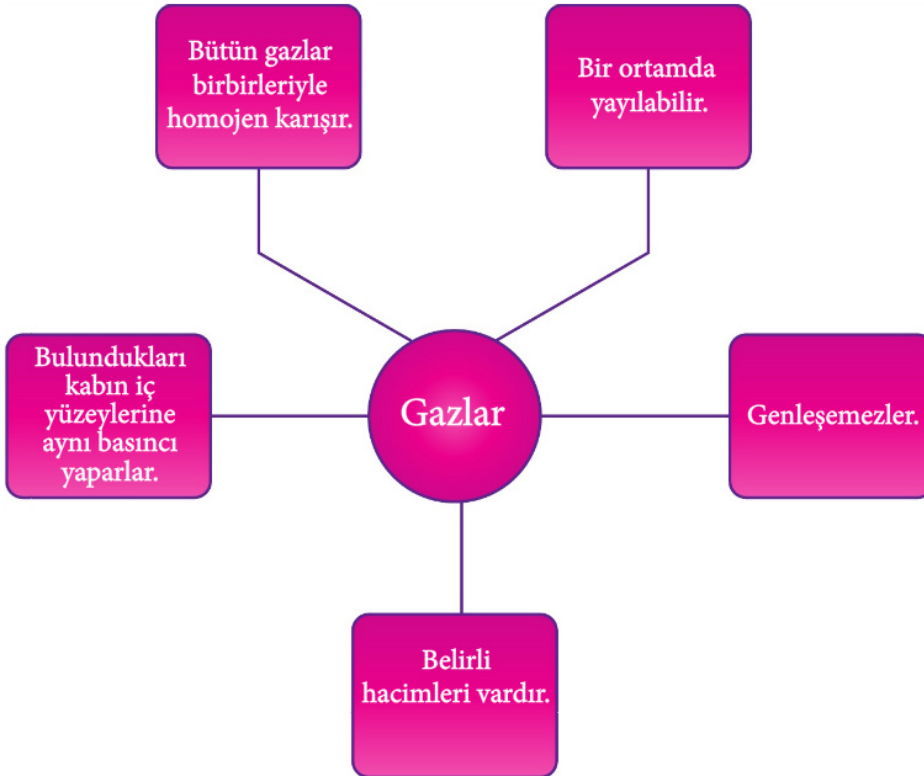 Bütün gazlar
birbirleriyle
homojen karışır.
Bir ortamda
yayılabilir.
Bulundukları
kabın iç
yüzeylerine
aynı basıncı
yaparlar.
Gazlar
Genleşemezler.
Belirli
hacimleri vardır.